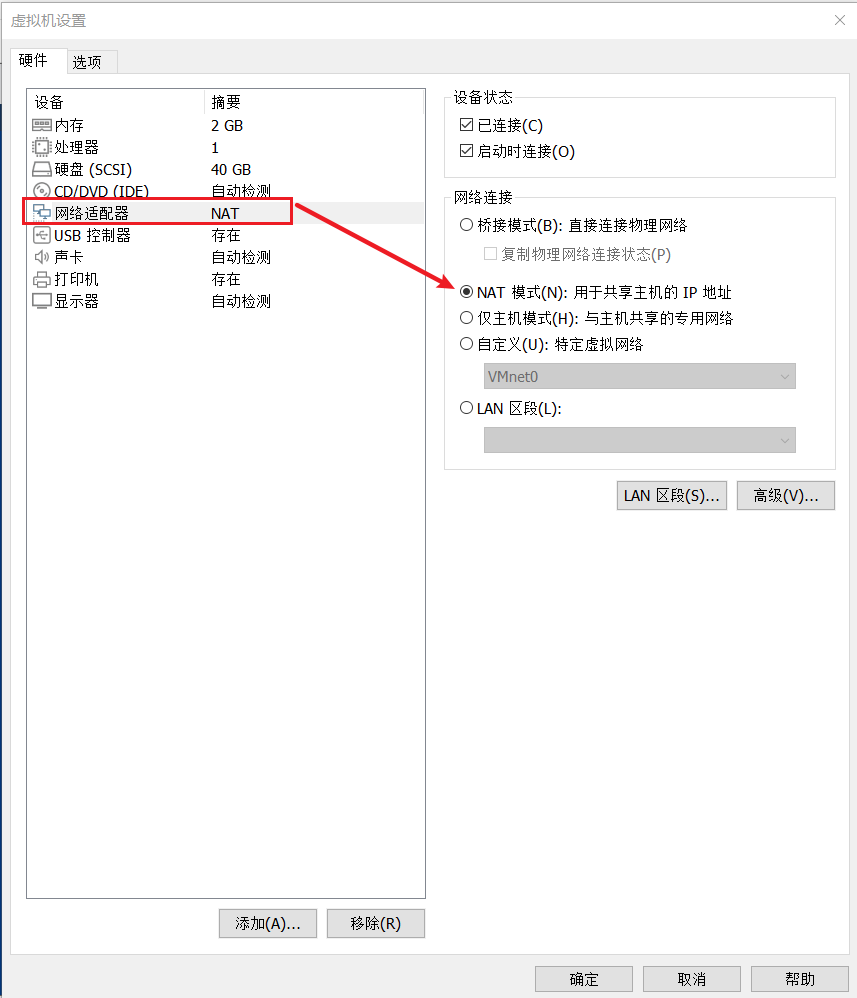 虚拟机设置
硬件 选项
设备 摘要
内存 2 GB
处理器 1
硬盘 (SCSI) 40 GB
CD/DVD (IDE) 自动检测
网络适配器 NAT
USB 控制器 存在
声卡 自动检测
打印机 存在
显示器 自动检测
添加(A)... 移除(R)
设备状态
已连接(C)
启动时连接(O)
网络连接
桥接模式(B): 直接连接物理网络
复制物理网络连接状态(P)
NAT 模式(N): 用于共享主机的 IP 地址
仅主机模式(H): 与主机共享的专用网络
自定义(U): 特定虚拟网络
VMnet0
LAN 区段(L):
LAN 区段(S)... 高级(V)...
确定 取消 帮助